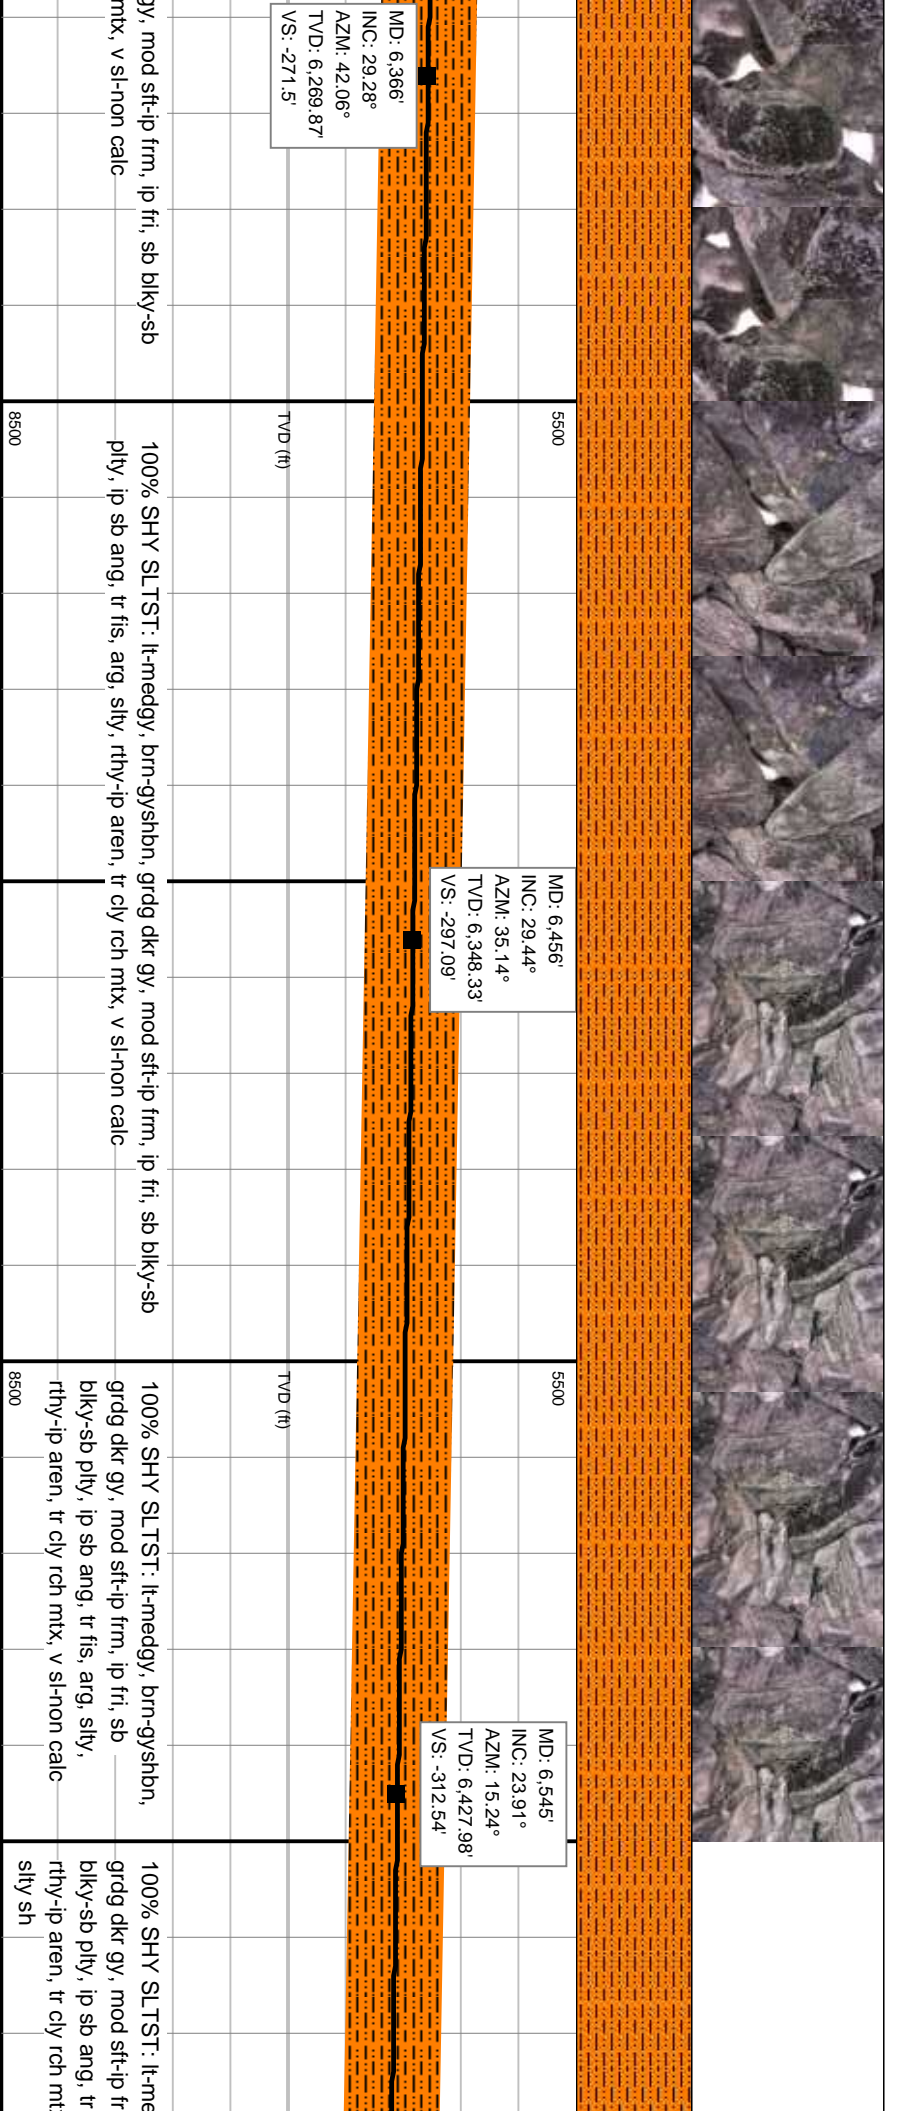 gy, mod sft-ip frm, ip fri, sb blky-sb
mtx, v sl-non calc
MD: 6,366'
INC: 29.28°
AZM: 42.06°
TVD: 6,269.87'
VS: -271.5'
5500
TVD (ft)
8500
100% SHY SLTST: lt-medgy, brn-gyshbn, grdg dkr gy, mod sft-ip frm, ip fri, sb blky-sb
plty, ip sb ang, tr fis, arg, slty, rthy-ip aren, tr cly rch mtx, v sl-non calc
MD: 6,456'
INC: 29.44°
AZM: 35.14°
TVD: 6,348.33'
VS: -297.09'
5500
TVD (ft)
8500
100% SHY SLTST: lt-medgy, brn-gyshbn,
grdg dkr gy, mod sft-ip frm, ip fri, sb
blky-sb plty, ip sb ang, tr fis, arg, slty,
rthy-ip aren, tr cly rch mtx, v sl-non calc
MD: 6,545'
INC: 23.91°
AZM: 15.24°
TVD: 6,427.98'
VS: -312.54'
100% SHY SLTST: lt-me
grdg dkr gy, mod sft-ip fr
blky-sb plty, ip sb ang, tr
rthy-ip aren, tr cly rch mt
slty sh